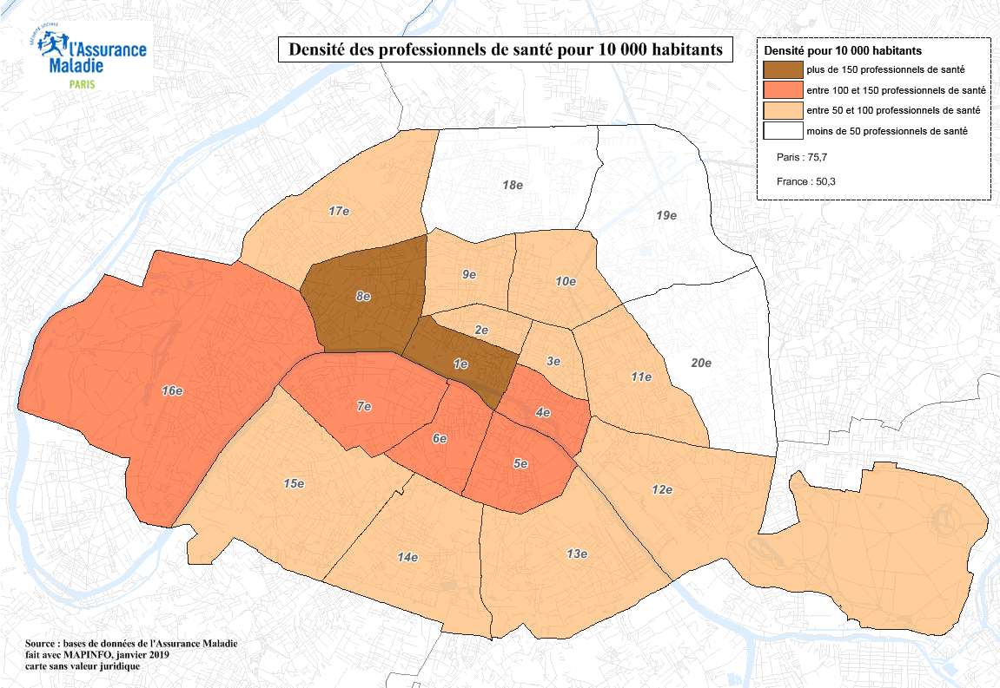 SÉCURITÉ SOCIALE
l'Assurance
Maladie
PARIS
Densité des professionnels de santé pour 10 000 habitants
Densité pour 10 000 habitants
plus de 150 professionnels de santé
entre 100 et 150 professionnels de santé
entre 50 et 100 professionnels de santé
moins de 50 professionnels de santé
Paris : 75,7
France : 50,3
18e
17e
19e
9e
10e
8e
2e
1e
3e
20e
11e
16e
7e
4e
6e
5e
15e
12e
14e
13e
Source : bases de données de l'Assurance Maladie
fait avec MAPINFO, janvier 2019
carte sans valeur juridique